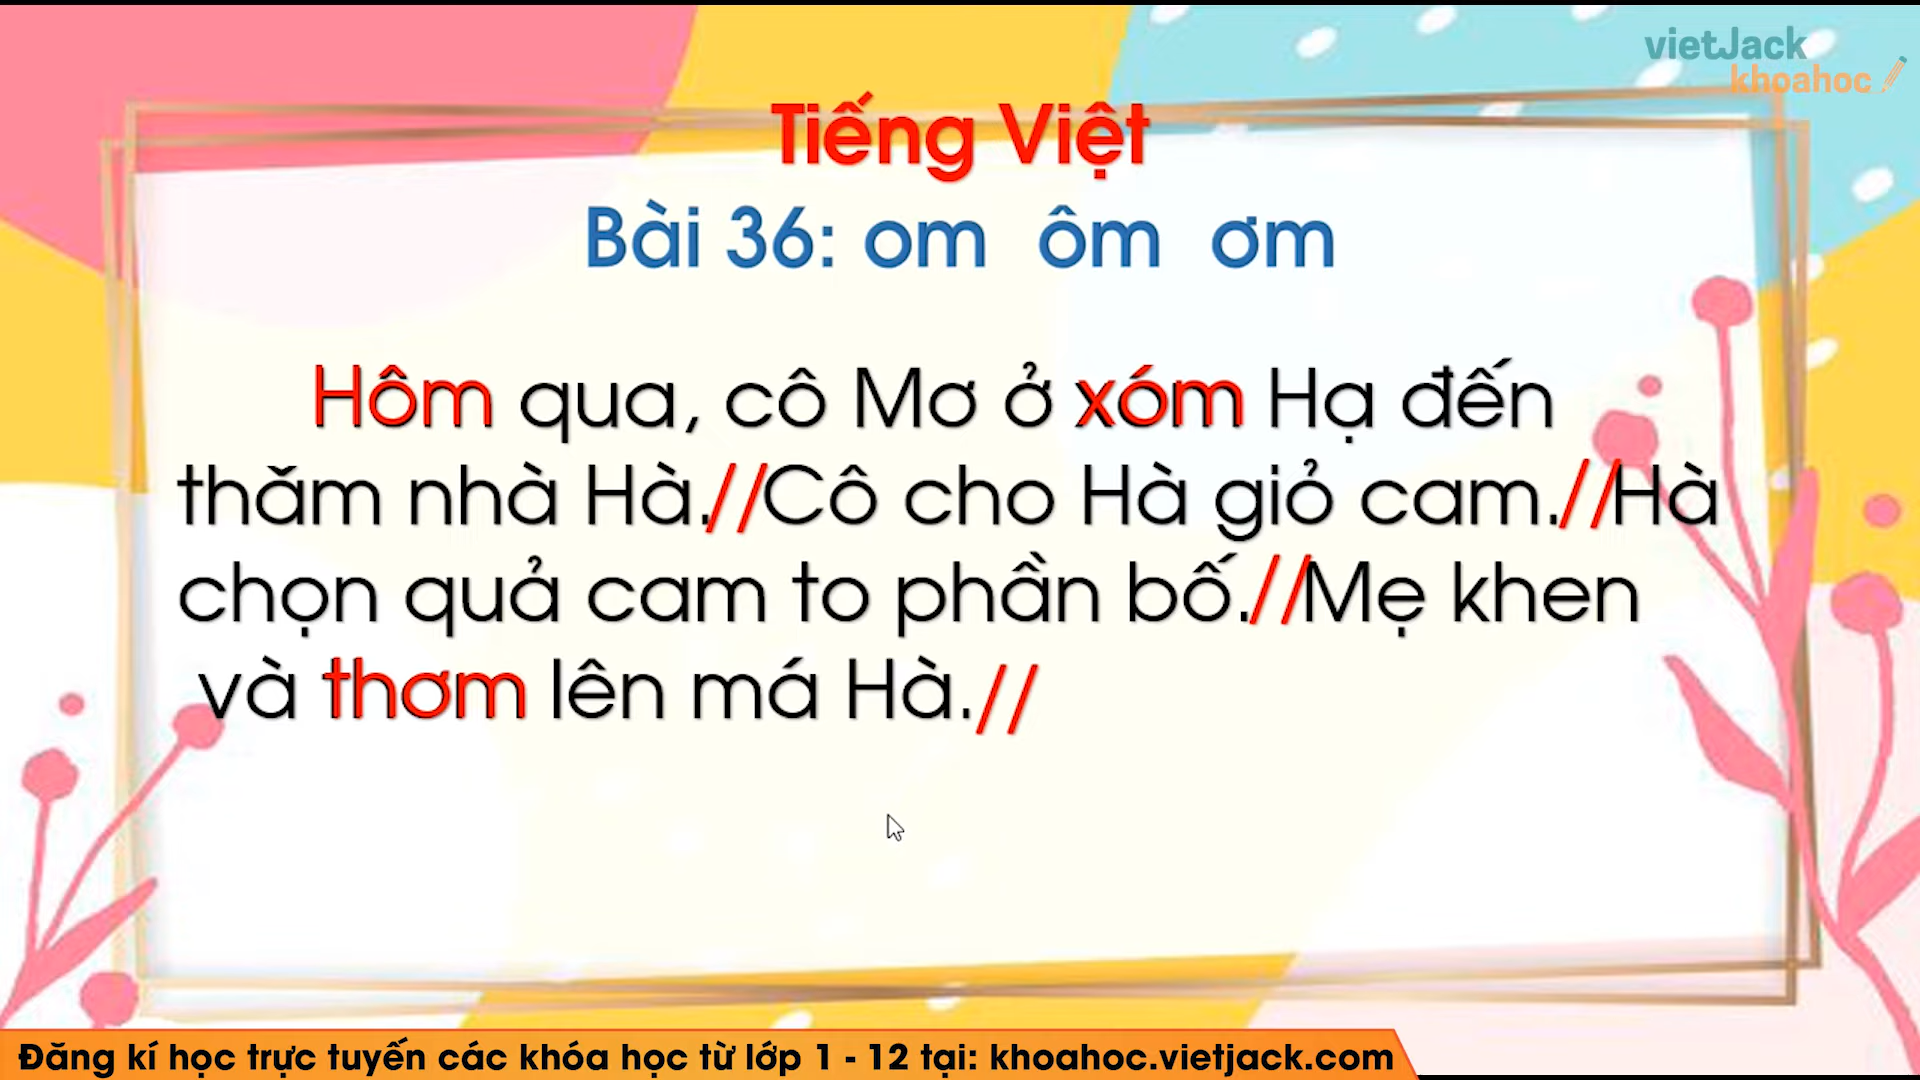 vietJack
khoahoc
Tiếng Việt
Bài 36: om ôm ơm
Hôm qua, cô Mơ ở xóm Hạ đến
thăm nhà Hà.//Cô cho Hà giỏ cam.//Hà
chọn quả cam to phần bố.//Mẹ khen
và thơm lên má Hà.//
Đăng kí học trực tuyến các khóa học từ lớp 1 - 12 tại: khoahoc.vietjack.com